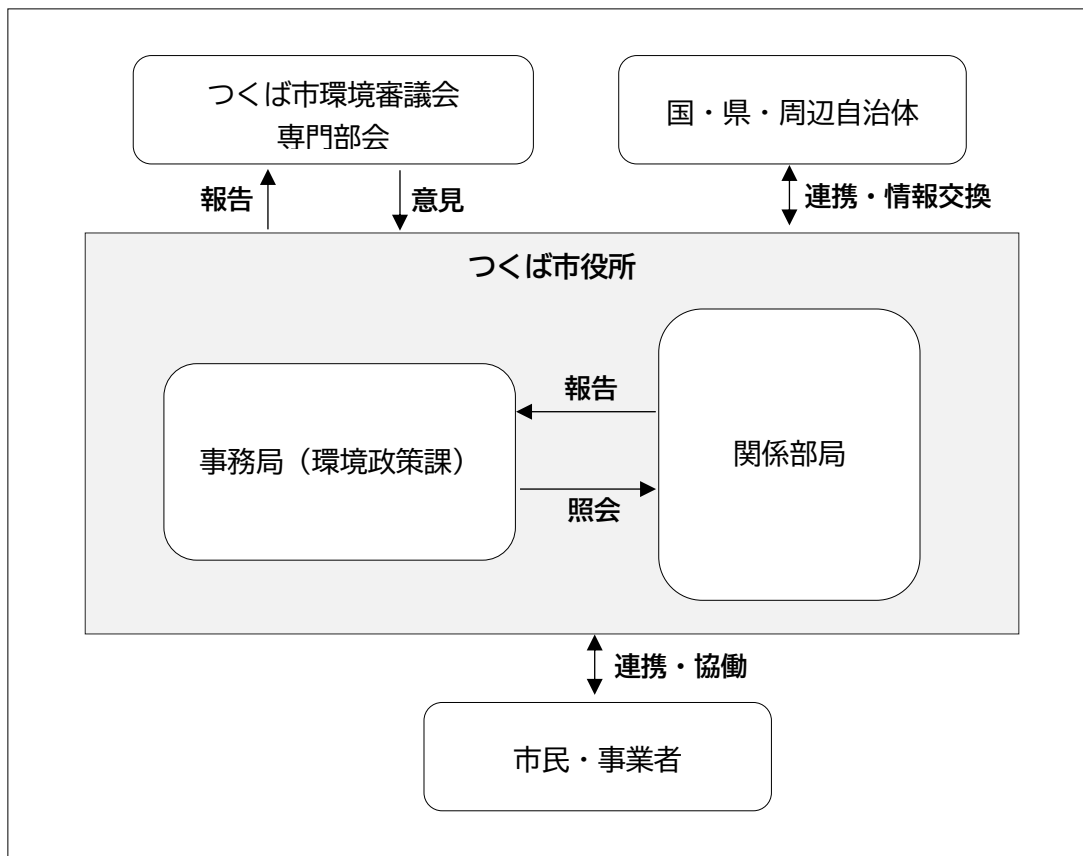 つくば市環境審議会
専門部会
国・県・周辺自治体
報告
意見
連携・情報交換
つくば市役所
報告
事務局（環境政策課）
関係部局
照会
連携・協働
市民・事業者